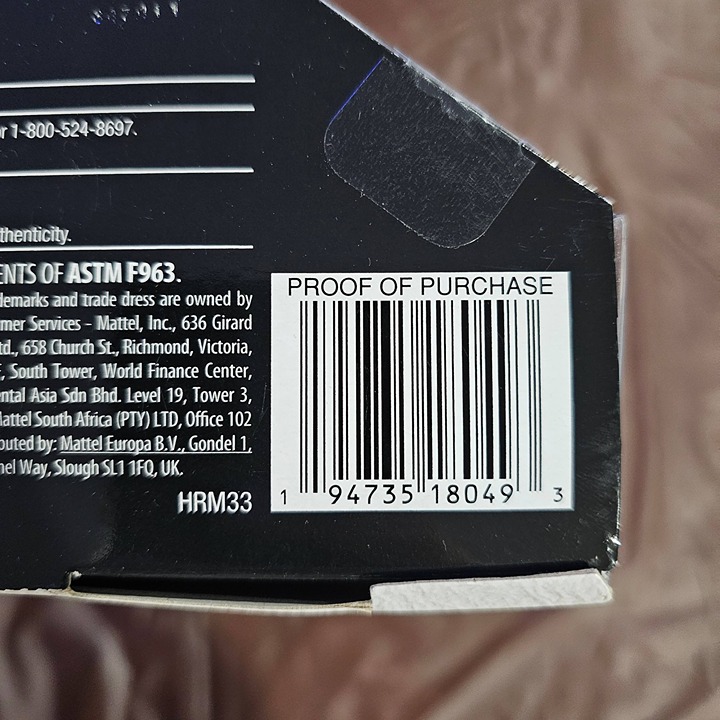 or 1-800-524-8697.
thenticity.
ENTS OF ASTM F963.
demarks and trade dress are owned by
mer Services - Mattel, Inc., 636 Girard
td., 658 Church St., Richmond, Victoria,
, South Tower, World Finance Center,
ental Asia Sdn Bhd. Level 19, Tower 3,
Mattel South Africa (PTY) LTD, Office 102
buted by: Mattel Europa B.V., Gondel 1,
nel Way, Slough SL1 1FQ, UK.
HRM33
PROOF OF PURCHASE
1 94735 18049 3